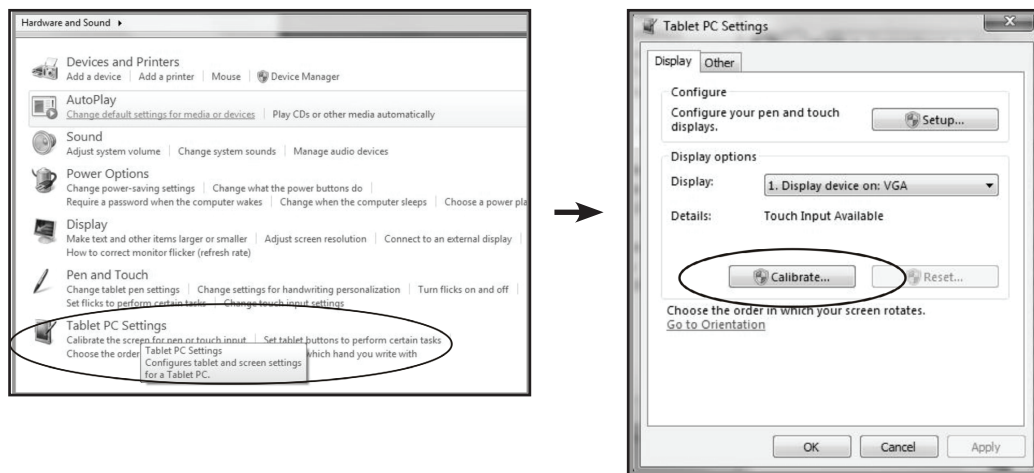 Hardware and Sound
Devices and Printers
Add a device Add a printer Mouse Device Manager
AutoPlay
Change default settings for media or devices Play CDs or other media automatically
Sound
Adjust system volume Change system sounds Manage audio devices
Power Options
Change power-saving settings Change what the power buttons do
Require a password when the computer wakes Change when the computer sleeps Choose a power
Display
Make text and other items larger or smaller Adjust screen resolution Connect to an external display
How to correct monitor flicker (refresh rate)
Pen and Touch
Change tablet pen settings Change settings for handwriting personalization Turn flicks on and off
Set flicks to perform certain tasks Change touch input settings
Tablet PC Settings
Calibrate the screen for pen or touch input Set tablet buttons to perform certain tasks
Choose the order which hand you write with
Tablet PC Settings
Configures tablet and screen settings
for a Tablet PC.
Tablet PC Settings
Display Other
Configure
Configure your pen and touch
displays.
Setup...
Display options
Display: 1. Display device on: VGA
Details: Touch Input Available
Calibrate... Reset...
Choose the order in which your screen rotates.
Go to Orientation
OK Cancel Apply